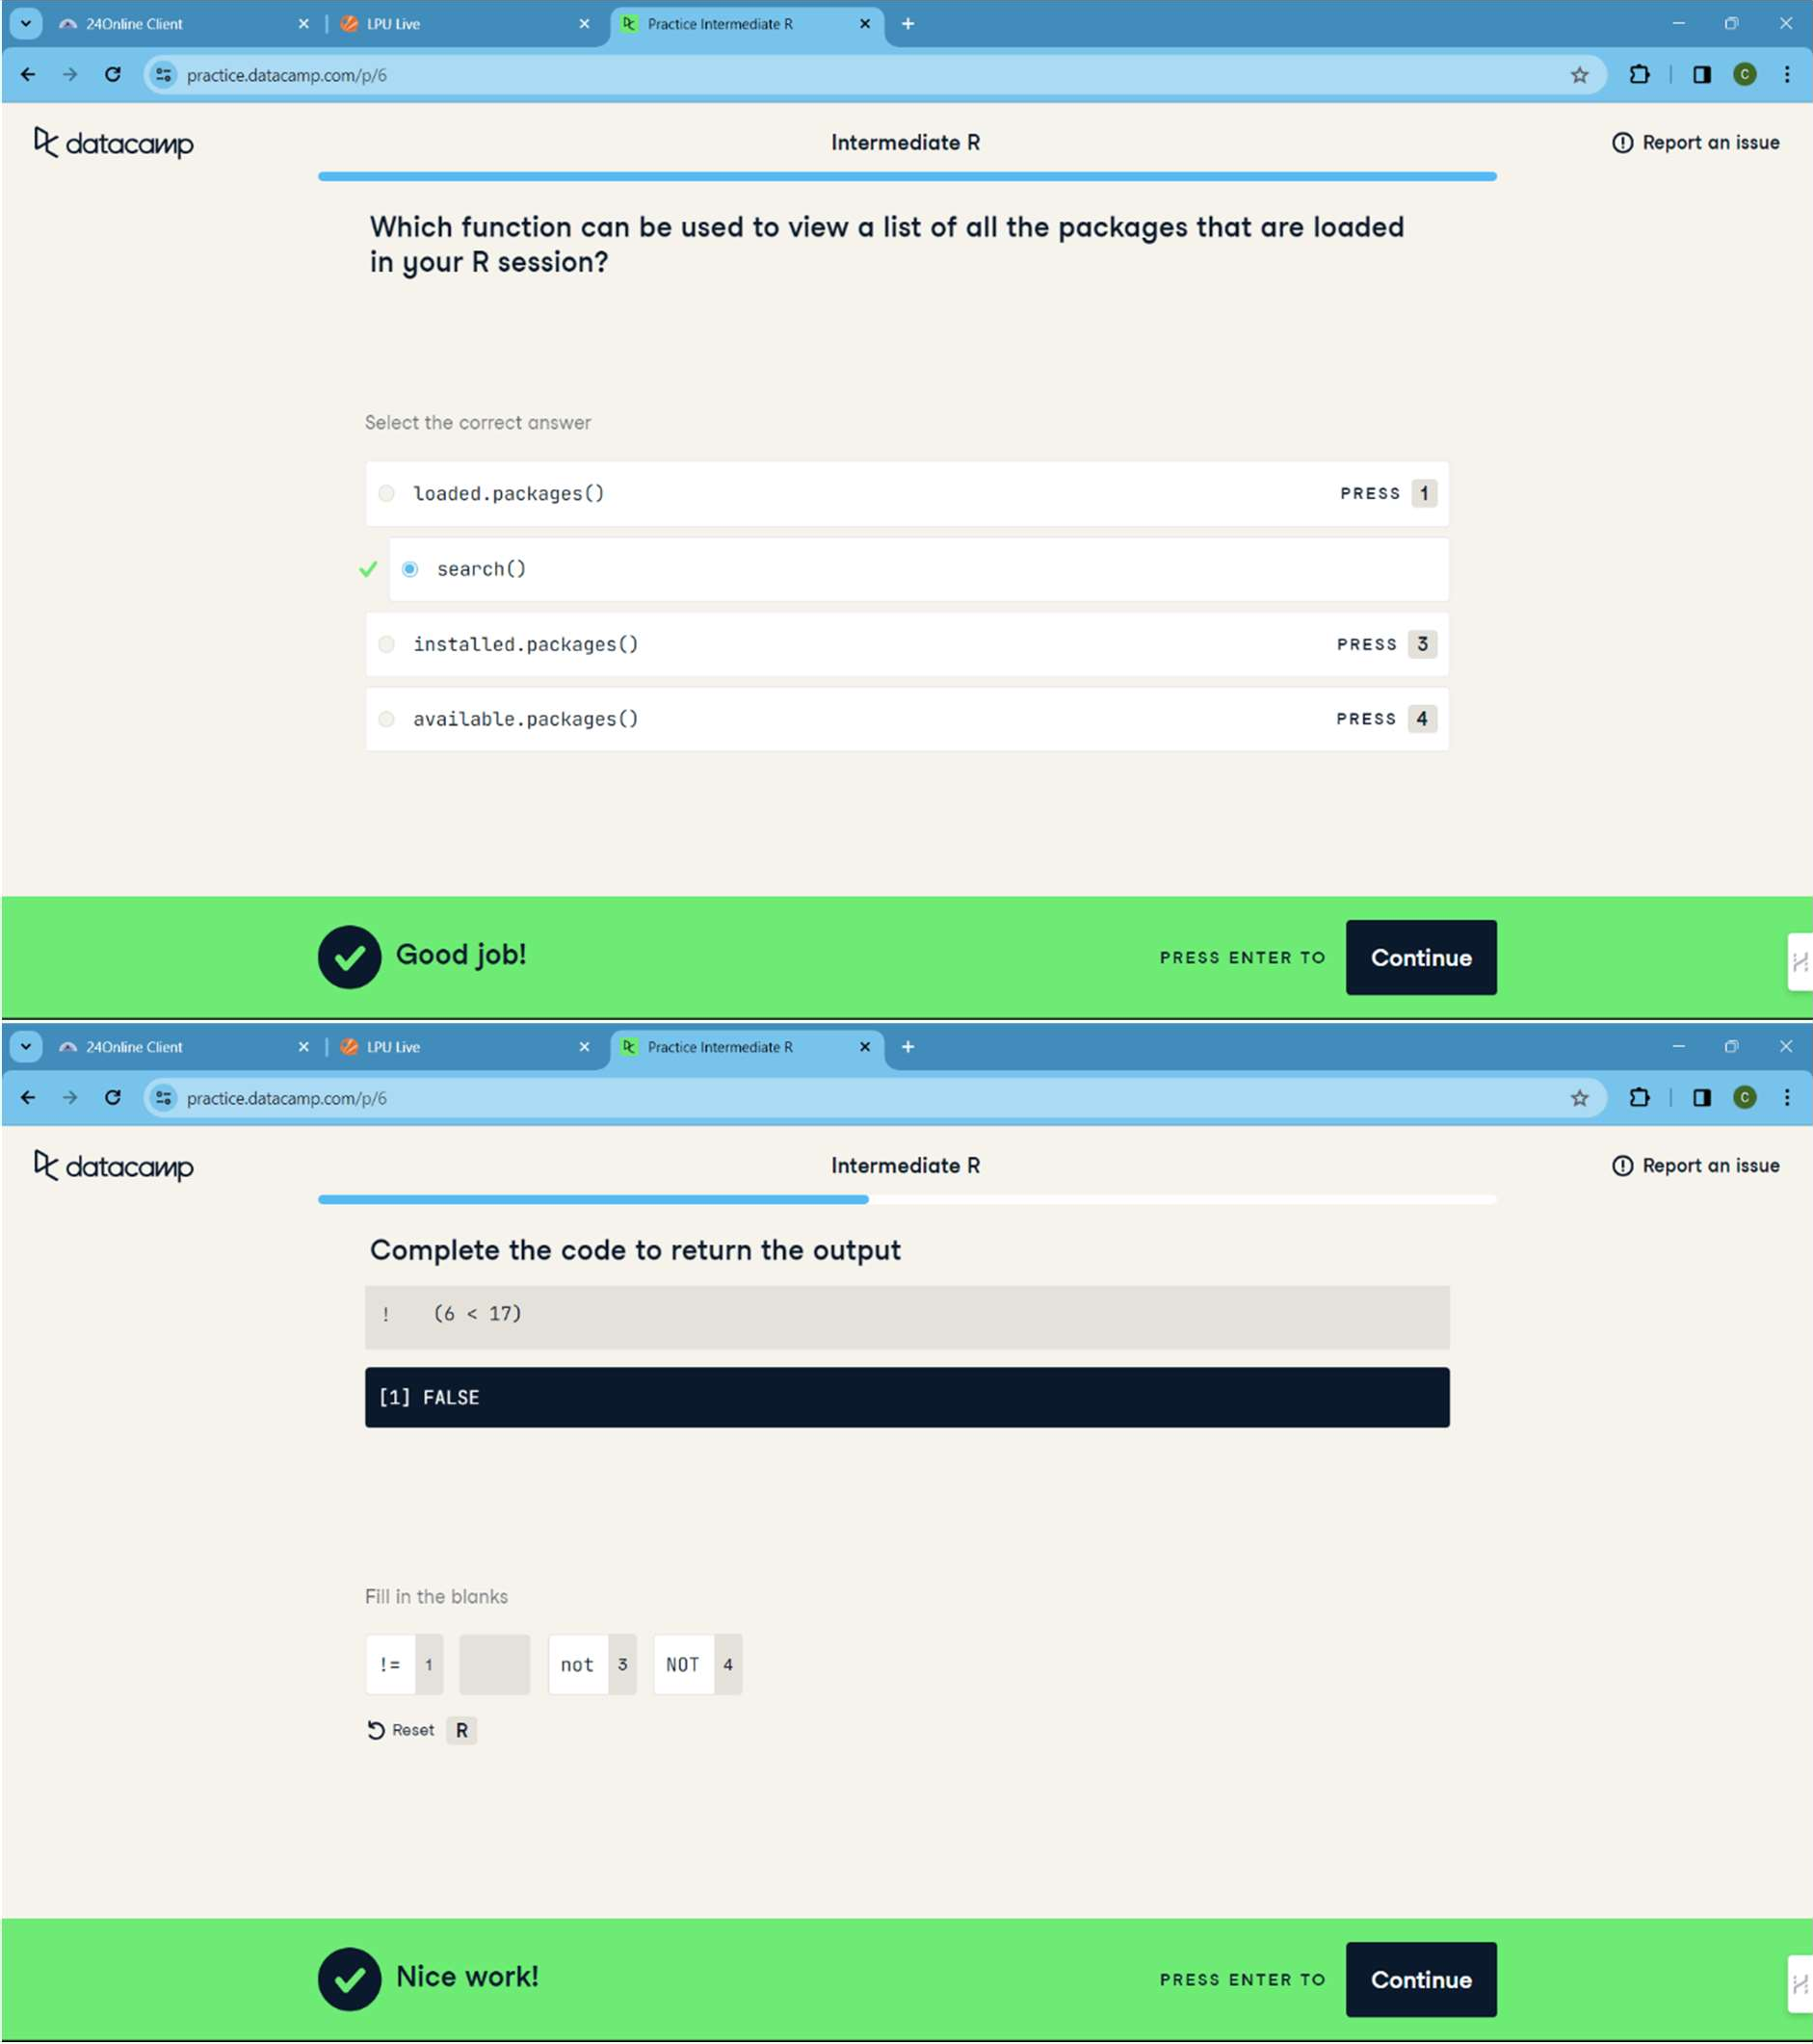 24Online Client
LPU Live
Practice Intermediate R
practice.datacamp.com/p/6
C
datacamp
Intermediate R
Report an issue
Which function can be used to view a list of all the packages that are loaded
in your R session?
Select the correct answer
loaded.packages()
PRESS 1
search()
installed.packages()
PRESS 3
available.packages()
PRESS 4
Good job!
PRESS ENTER TO
Continue
24Online Client
LPU Live
Practice Intermediate R
practice.datacamp.com/p/6
C
datacamp
Intermediate R
Report an issue
Complete the code to return the output
! (6 < 17)
[1] FALSE
Fill in the blanks
!= 1 not 3 NOT 4
Reset R
Nice work!
PRESS ENTER TO
Continue